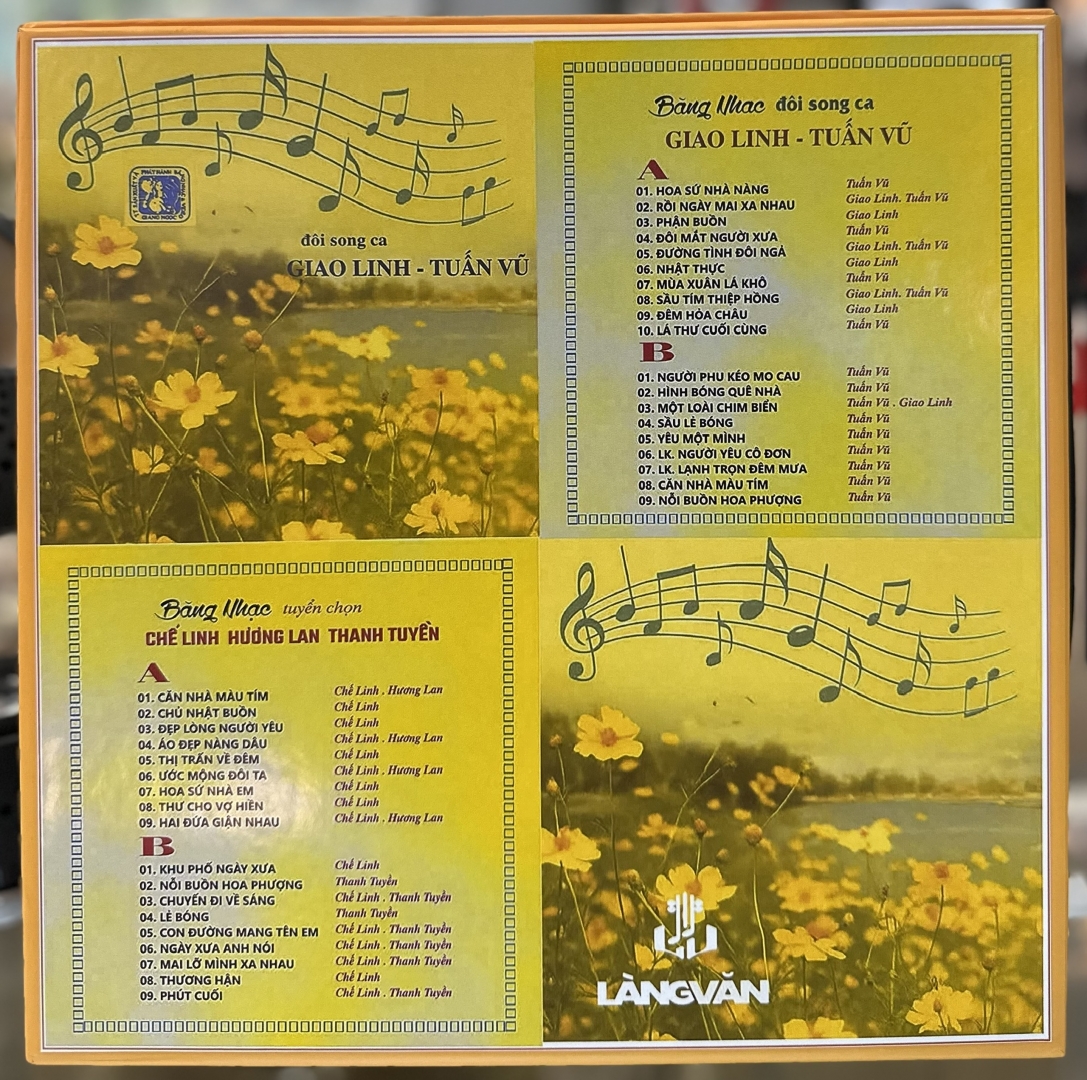 đôi song ca
GIAO LINH - TUẤN VŨ
Băng Nhạc đôi song ca
GIAO LINH - TUẤN VŨ
A
01. HOA SỨ NHÀ NÀNG Tuấn Vũ
02. RỒI NGÀY MAI XA NHAU Giao Linh. Tuấn Vũ
03. PHẬN BUỒN Giao Linh
04. ĐÔI MẮT NGƯỜI XƯA Tuấn Vũ
05. ĐƯỜNG TÌNH ĐÔI NGẢ Giao Linh. Tuấn Vũ
06. NHẬT THỰC Giao Linh
07. MÙA XUÂN LÁ KHÔ Tuấn Vũ
08. SẦU TÍM THIỆP HỒNG Giao Linh. Tuấn Vũ
09. ĐÊM HỎA CHÂU Giao Linh
10. LÁ THƯ CUỐI CÙNG Tuấn Vũ
B
01. NGƯỜI PHU KÉO MO CAU Tuấn Vũ
02. HÌNH BÓNG QUÊ NHÀ Tuấn Vũ
03. MỘT LOÀI CHIM BIỂN Tuấn Vũ . Giao Linh
04. SẦU LẺ BÓNG Tuấn Vũ
05. YÊU MỘT MÌNH Tuấn Vũ
06. LK. NGƯỜI YÊU CÔ ĐƠN Tuấn Vũ
07. LK. LẠNH TRỌN ĐÊM MƯA Tuấn Vũ
08. CĂN NHÀ MÀU TÍM Tuấn Vũ
09. NỖI BUỒN HOA PHƯỢNG Tuấn Vũ
Băng Nhạc tuyển chọn
CHẾ LINH HƯƠNG LAN THANH TUYỀN
A
01. CĂN NHÀ MÀU TÍM Chế Linh . Hương Lan
02. CHỦ NHẬT BUỒN Chế Linh
03. ĐẸP LÒNG NGƯỜI YÊU Chế Linh
04. ÁO ĐẸP NÀNG DÂU Chế Linh . Hương Lan
05. THỊ TRẤN VỀ ĐÊM Chế Linh
06. ƯỚC MỘNG ĐÔI TA Chế Linh . Hương Lan
07. HOA SỨ NHÀ EM Chế Linh
08. THƯ CHO VỢ HIỀN Chế Linh
09. HAI ĐỨA GIẬN NHAU Chế Linh . Hương Lan
B
01. KHU PHỐ NGÀY XƯA Chế Linh
02. NỖI BUỒN HOA PHƯỢNG Thanh Tuyền
03. CHUYẾN ĐI VỀ SÁNG Chế Linh . Thanh Tuyền
04. LẺ BÓNG Thanh Tuyền
05. CON ĐƯỜNG MANG TÊN EM Chế Linh . Thanh Tuyền
06. NGÀY XƯA ANH NÓI Chế Linh . Thanh Tuyền
07. MAI LỠ MÌNH XA NHAU Chế Linh . Thanh Tuyền
08. THƯƠNG HẬN Chế Linh
09. PHÚT CUỐI Chế Linh . Thanh Tuyền
LÀNGVĂN